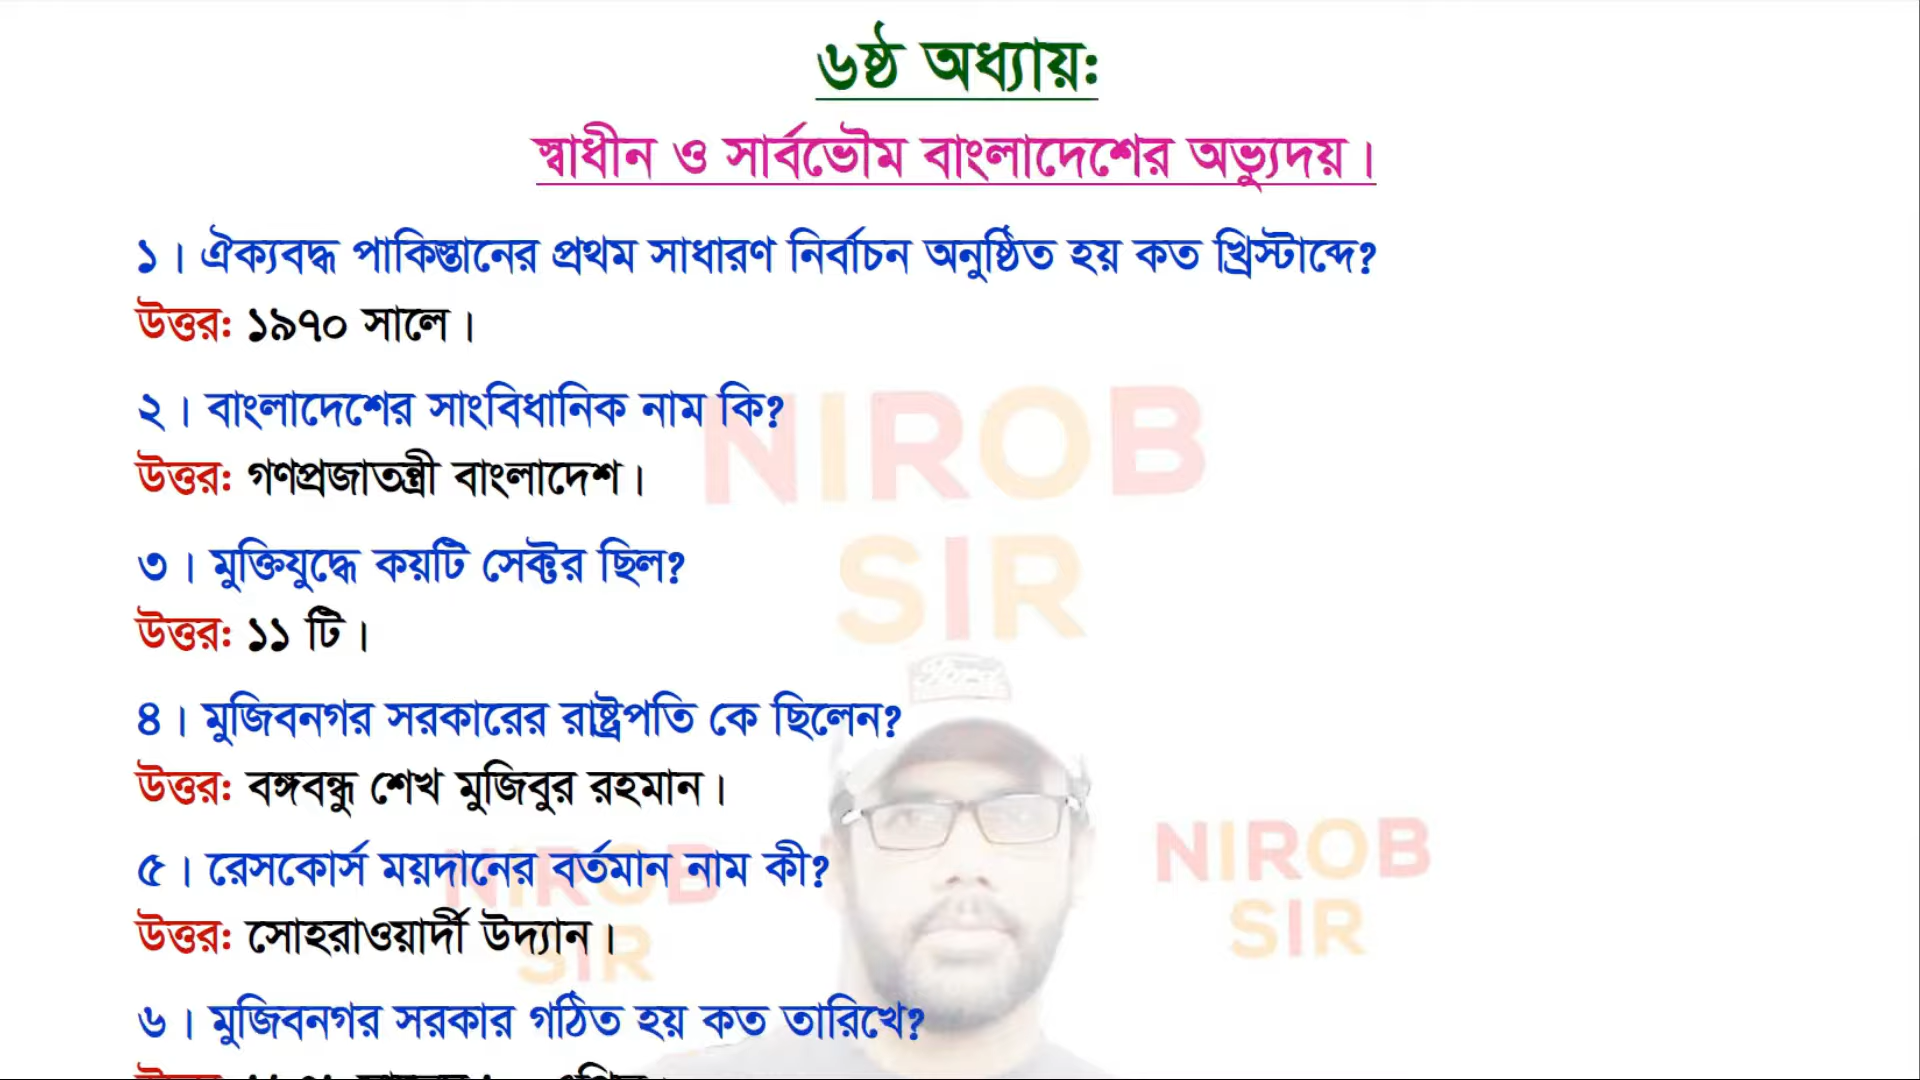 ৬ষ্ঠ অধ্যায়:
স্বাধীন ও সার্বভৌম বাংলাদেশের অভ্যুদয়।
১। ঐক্যবদ্ধ পাকিস্তানের প্রথম সাধারণ নির্বাচন অনুষ্ঠিত হয় কত খ্রিস্টাব্দে?
উত্তর: ১৯৭০ সালে।
২। বাংলাদেশের সাংবিধানিক নাম কি?
উত্তর: গণপ্রজাতন্ত্রী বাংলাদেশ।
৩। মুক্তিযুদ্ধে কয়টি সেক্টর ছিল?
উত্তর: ১১ টি।
৪। মুজিবনগর সরকারের রাষ্ট্রপতি কে ছিলেন?
উত্তর: বঙ্গবন্ধু শেখ মুজিবুর রহমান।
৫। রেসকোর্স ময়দানের বর্তমান নাম কী?
উত্তর: সোহরাওয়ার্দী উদ্যান।
৬। মুজিবনগর সরকার গঠিত হয় কত তারিখে?
NIROB
SIR
NIROB
SIR
NIROB
SIR